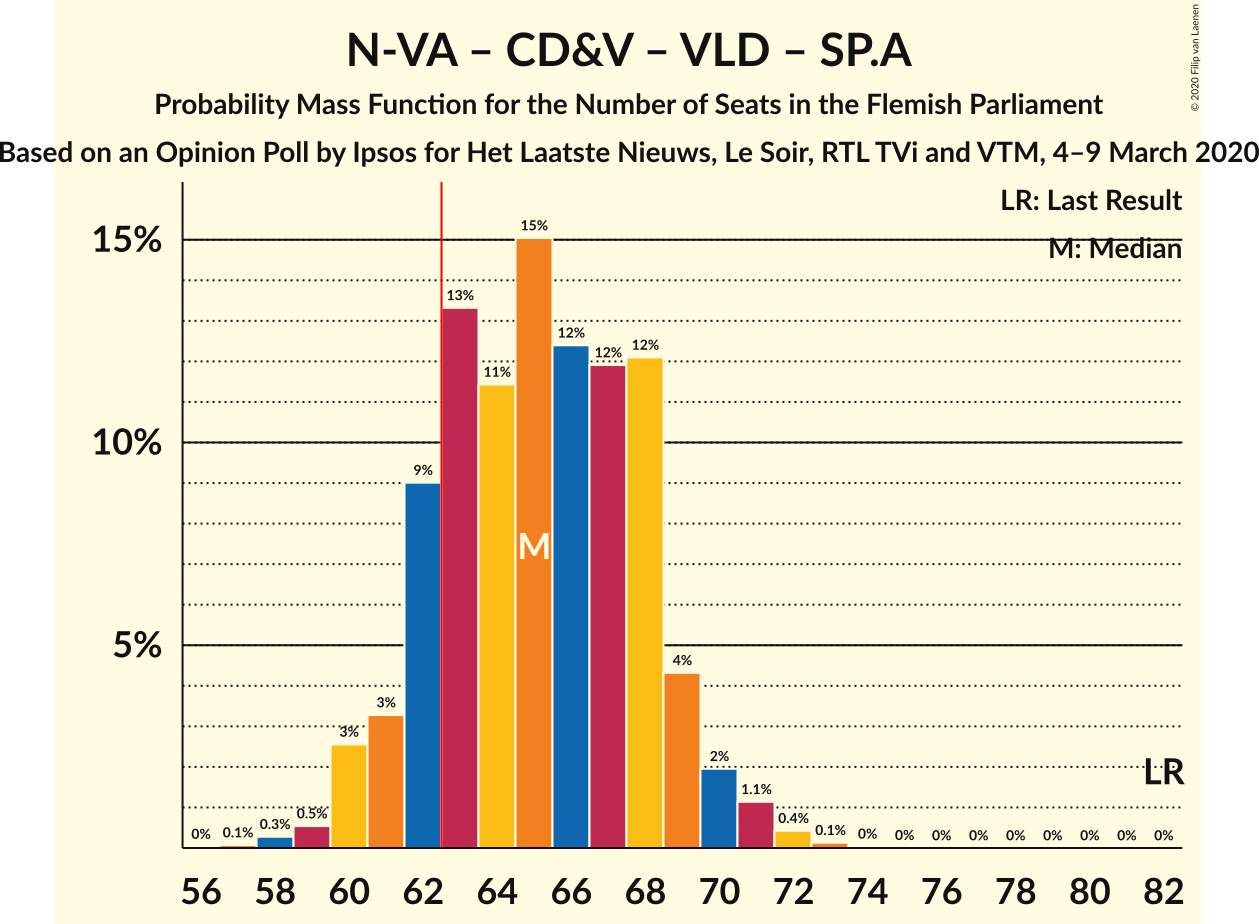 N-VA – CD&V – VLD – SP.A
Probability Mass Function for the Number of Seats in the Flemish Parliament
Based on an Opinion Poll by Ipsos for Het Laatste Nieuws, Le Soir, RTL TVi and VTM, 4–9 March 2020
© 2020 Filip van Laenen
LR: Last Result
M: Median
15%
10%
5%
0% 0.1% 0.3% 0.5% 3% 3% 9% 13% 11% 15% 12% 12% 12% 4% 2% 1.1% 0.4% 0.1% 0% 0% 0% 0% 0% 0% 0% 0% 0%
M
LR
56 58 60 62 64 66 68 70 72 74 76 78 80 82